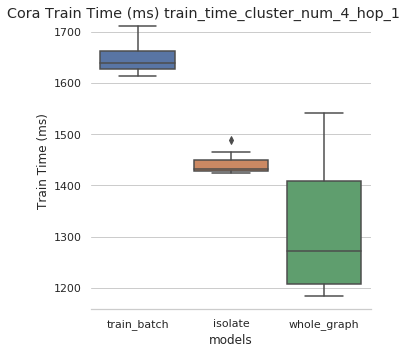 Cora Train Time (ms) train_time_cluster_num_4_hop_1
1700
1600
1500
1400
1300
1200
Train Time (ms)
train_batch isolate whole_graph
models